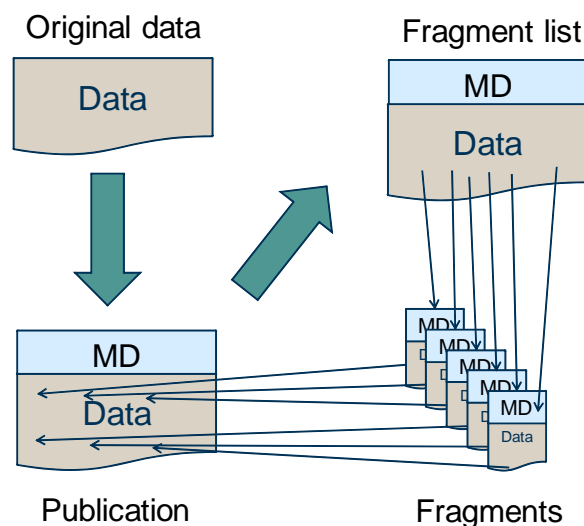 Original data
Data
Fragment list
MD
Data
MD
Data
Publication
MD
D
MD
D
MD
D
MD
D
MD
Data
Fragments